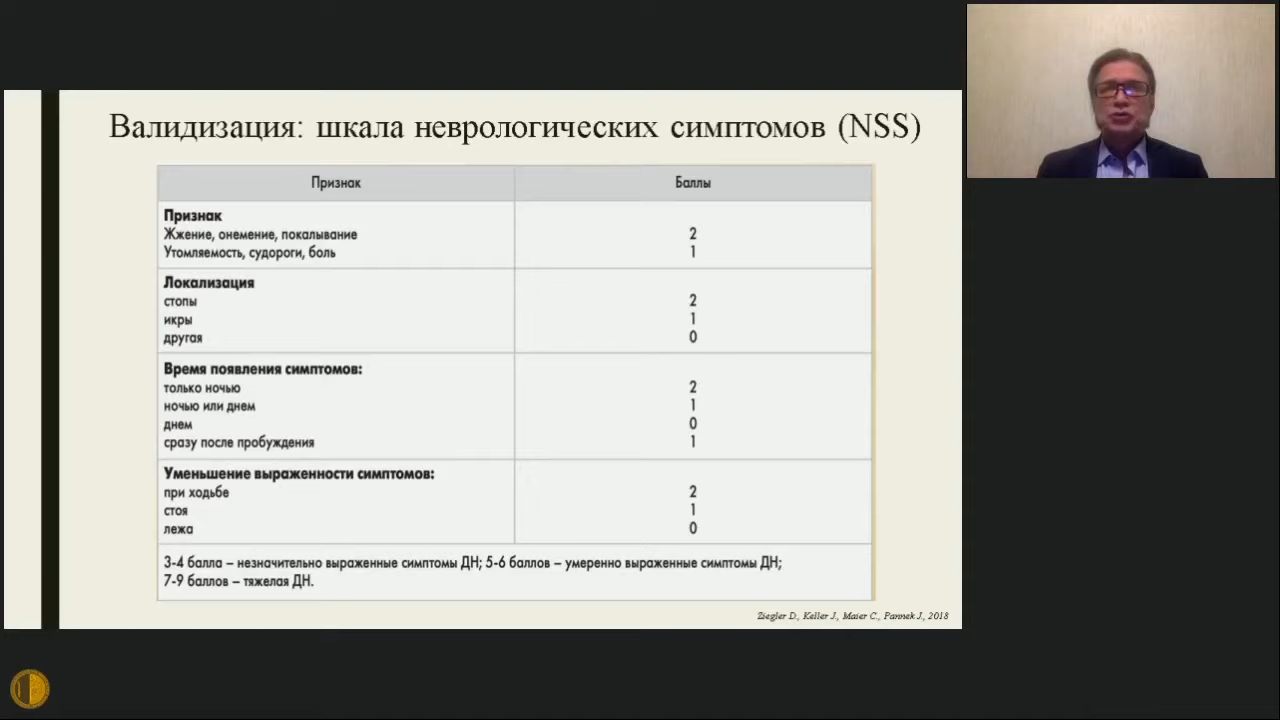 Валидизация: шкала неврологических симптомов (NSS)
Признак Баллы
Признак
Жжение, онемение, покалывание 2
Утомляемость, судороги, боль 1
Локализация
стопы 2
икры 1
другая 0
Время появления симптомов:
только ночью 2
ночью или днем 1
днем 0
сразу после пробуждения 1
Уменьшение выраженности симптомов:
при ходьбе 2
стоя 1
лежа 0
3-4 балла – незначительно выраженные симптомы ДН; 5-6 баллов – умеренно выраженные симптомы ДН;
7-9 баллов – тяжелая ДН.
Ziegler D., Keller J., Maier C., Pannek J., 2018